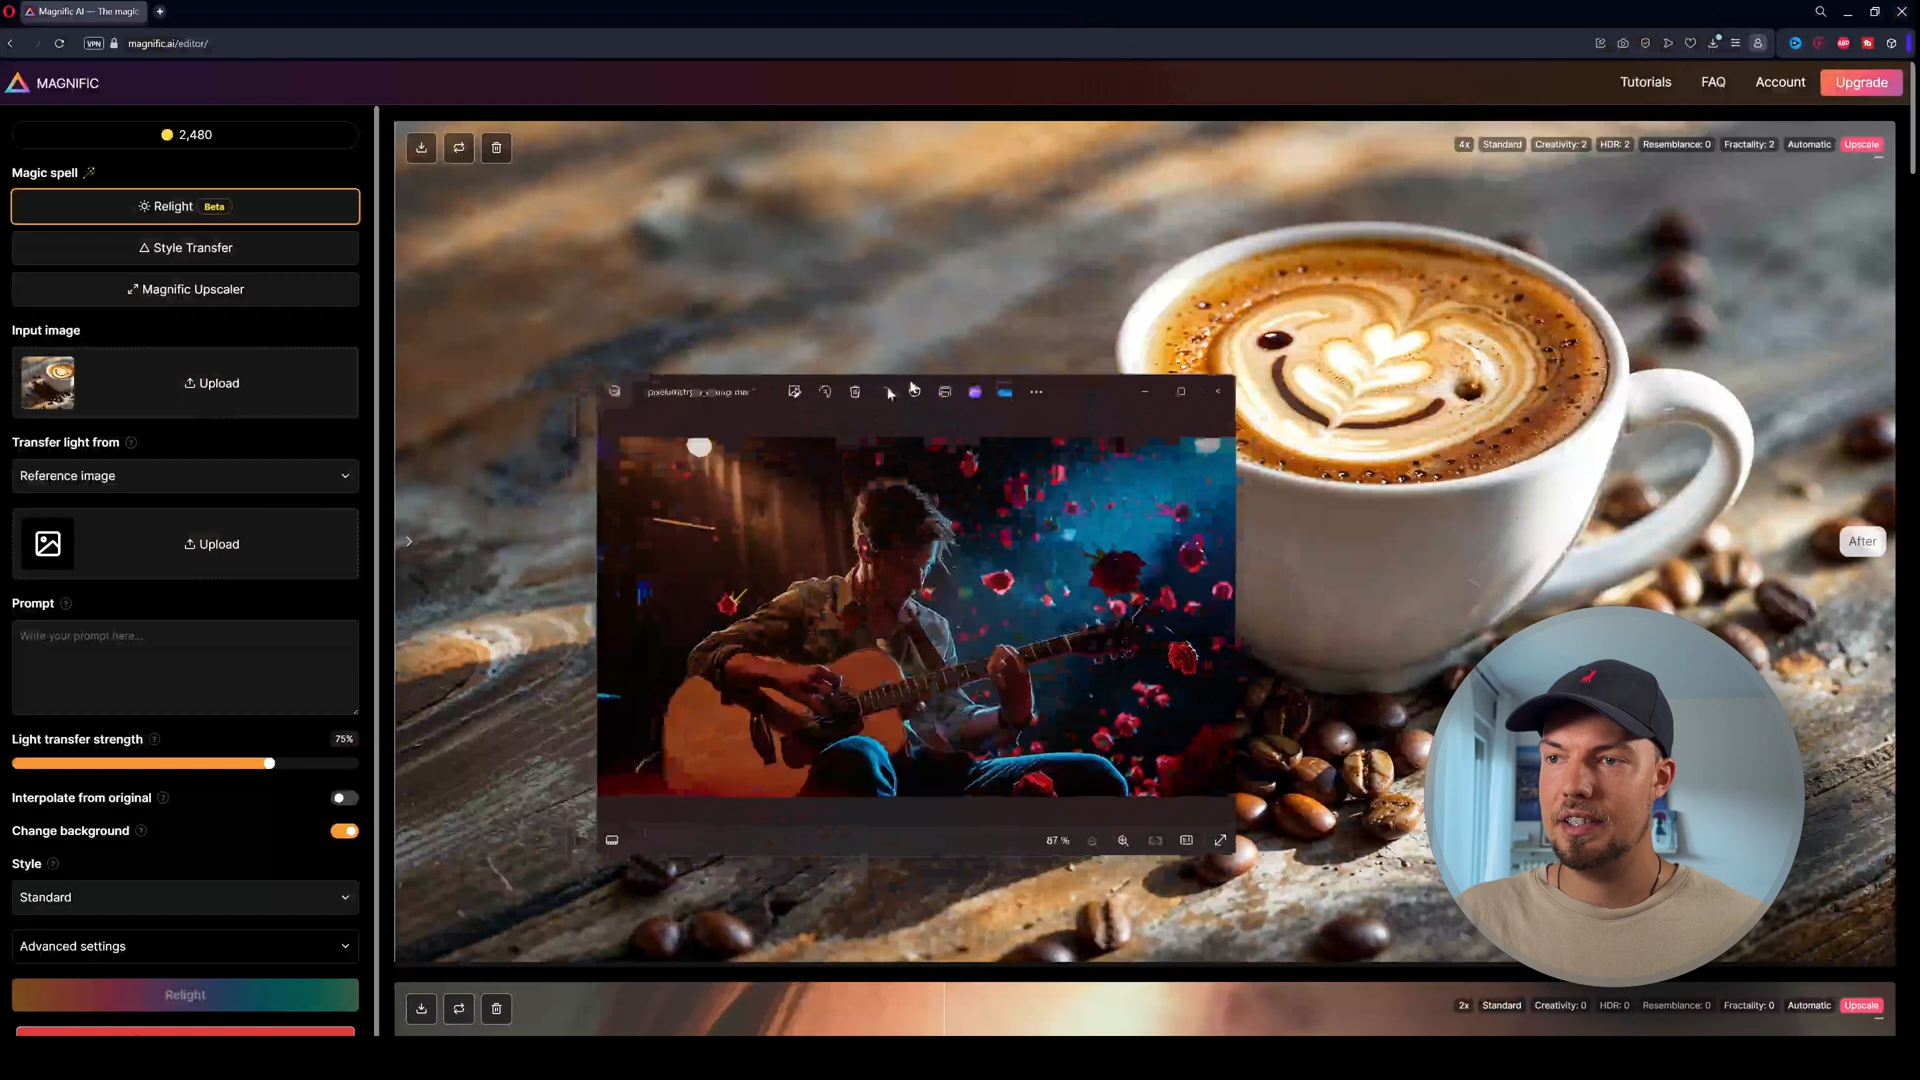 Magnific AI — The magic
VPN
magnific.ai/editor/
ABP
MAGNIFIC
Tutorials
FAQ
Account
Upgrade
2,480
Magic spell
Relight Beta
Style Transfer
Magnific Upscaler
Input image
Upload
Transfer light from ?
Reference image
Upload
Prompt ?
Write your prompt here...
Light transfer strength ? 75%
Interpolate from original ?
Change background ?
Style ?
Standard
Advanced settings
Relight
4x Standard Creativity: 2 HDR: 2 Resemblance: 0 Fractality: 2 Automatic Upscale
After
87 %
2x Standard Creativity: 0 HDR: 0 Resemblance: 0 Fractality: 0 Automatic Upscale